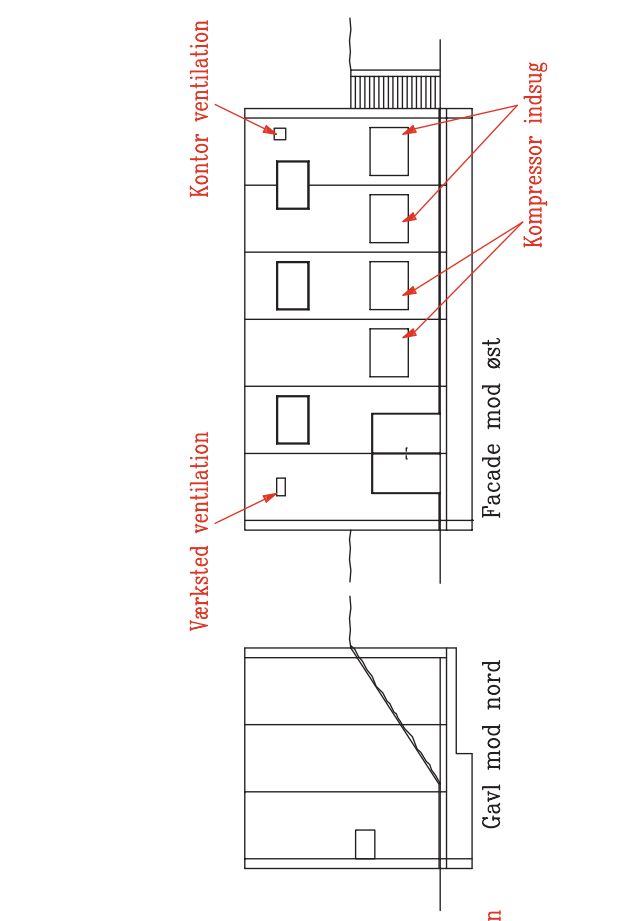 Værksted ventilation
Kontor ventilation
Gavl mod nord
Facade mod øst
Kompressor indsug
n